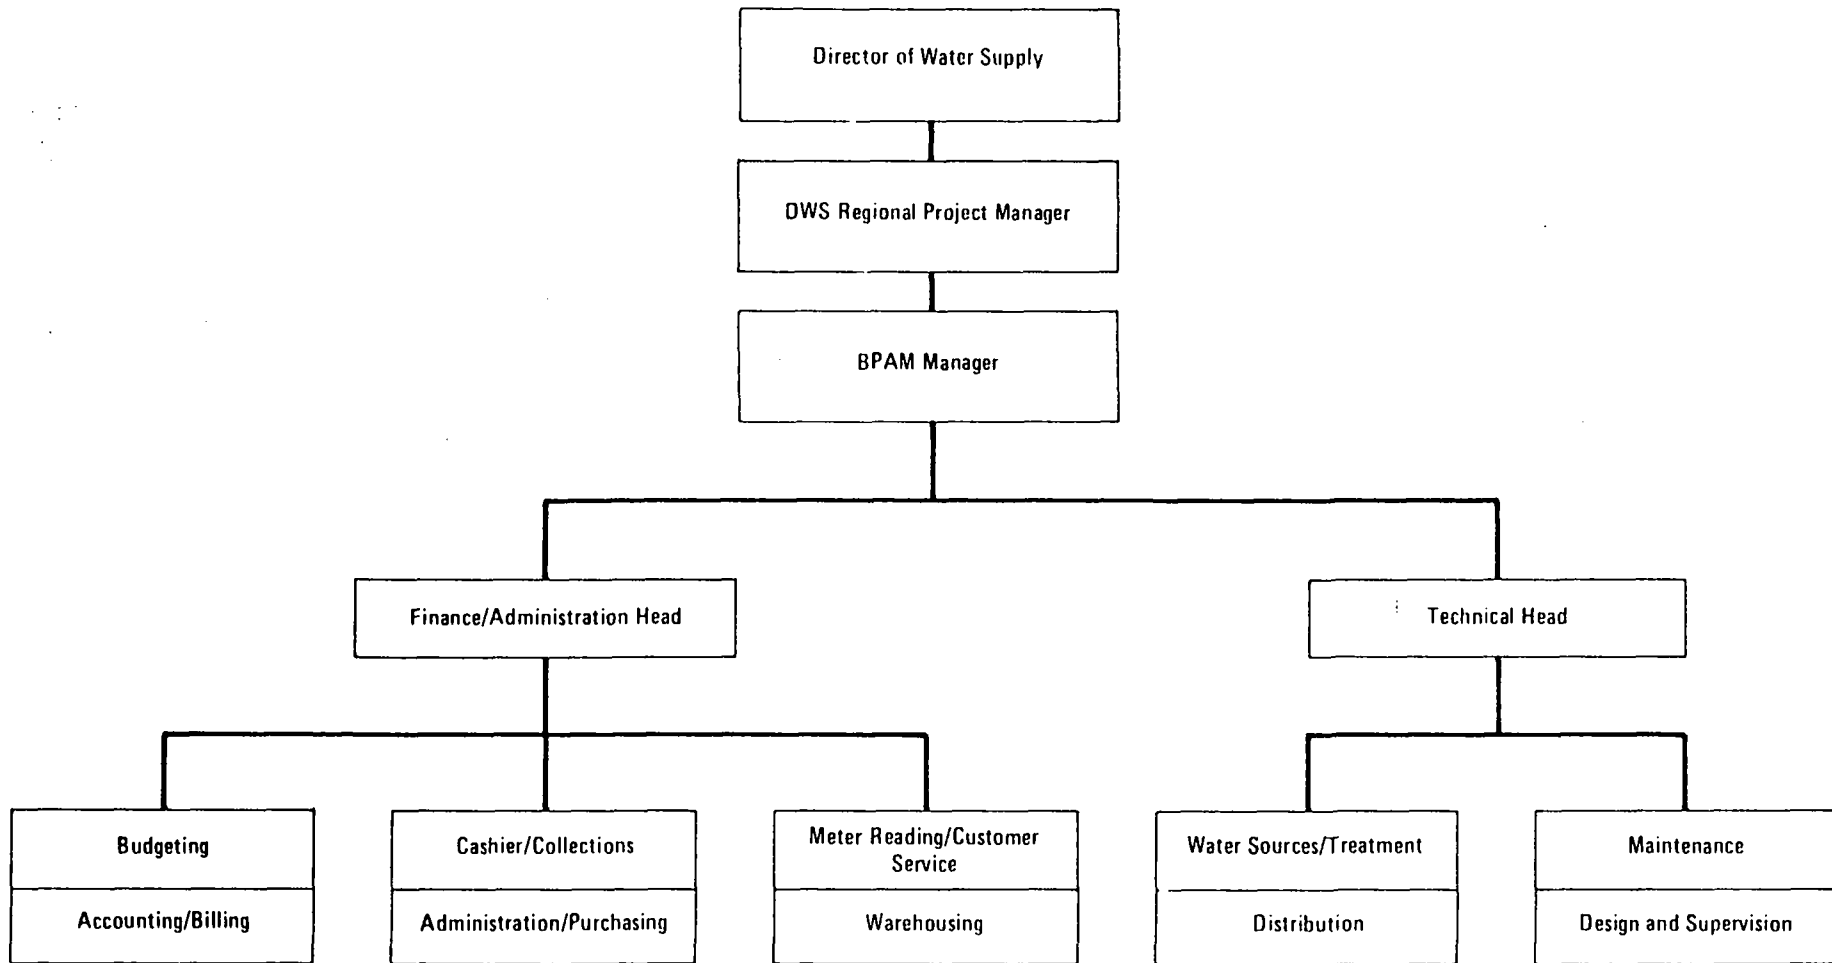 Director of Water Supply
DWS Regional Project Manager
BPAM Manager
Finance/Administration Head
Technical Head
Budgeting
Accounting/Billing
Cashier/Collections
Administration/Purchasing
Meter Reading/Customer
Service
Warehousing
Water Sources/Treatment
Distribution
Maintenance
Design and Supervision